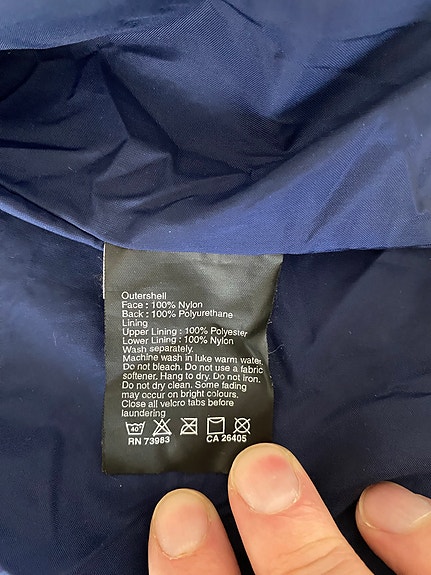 Outershell
Face : 100% Nylon
Back : 100% Polyurethane
Lining
Upper Lining : 100% Polyester
Lower Lining : 100% Nylon
Wash separately.
Machine wash in luke warm water.
Do not bleach. Do not use a fabric
softener. Hang to dry. Do not iron.
Do not dry clean. Some fading
may occur on bright colours.
Close all velcro tabs before
laundering
40°
RN 73983 CA 26405